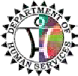 DEPARTMENT OF
HUMAN SERVICES